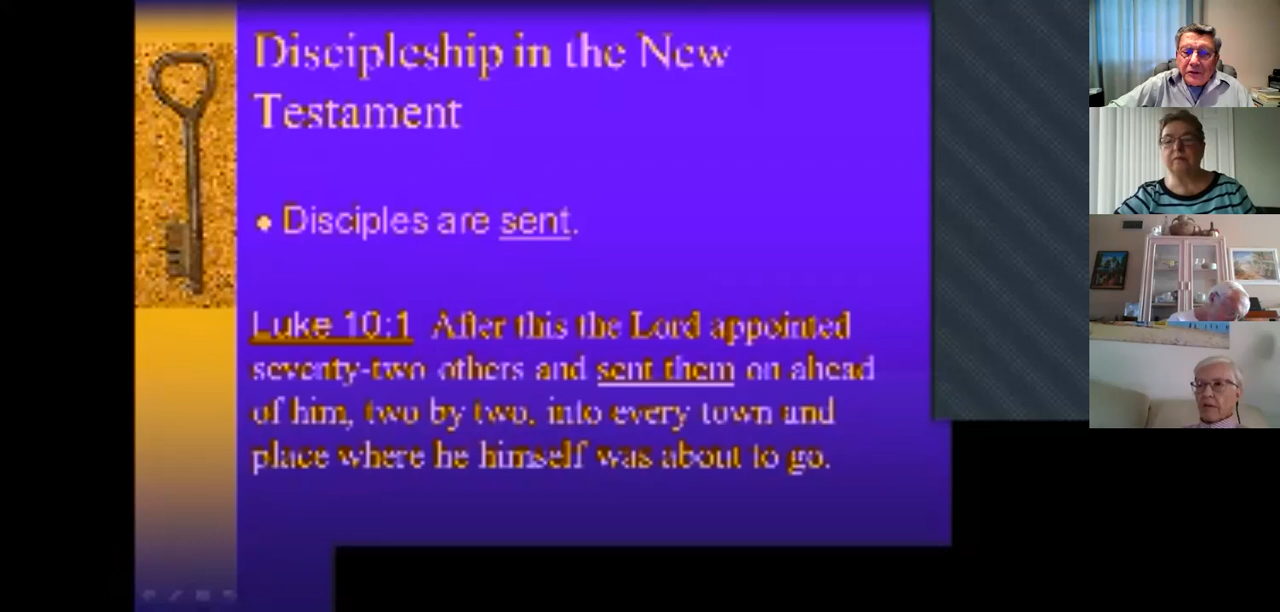 Discipleship in the New
Testament
• Disciples are sent.
Luke 10:1 After this the Lord appointed
seventy-two others and sent them on ahead
of him, two by two, into every town and
place where he himself was about to go.